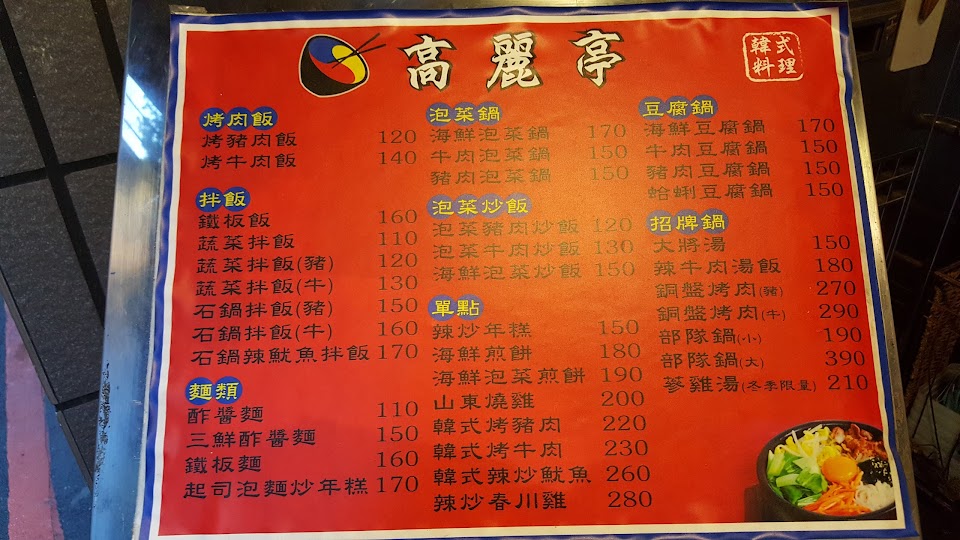 高麗亭
韓式
料理
烤肉飯
烤豬肉飯 120
烤牛肉飯 140
拌飯
鐵板飯 160
蔬菜拌飯 110
蔬菜拌飯(豬) 120
蔬菜拌飯(牛) 130
石鍋拌飯(豬) 150
石鍋拌飯(牛) 160
石鍋辣魷魚拌飯 170
麵類
酢醬麵 110
三鮮酢醬麵 150
鐵板麵 160
起司泡麵炒年糕 170
泡菜鍋
海鮮泡菜鍋 170
牛肉泡菜鍋 150
豬肉泡菜鍋 150
泡菜炒飯
泡菜豬肉炒飯 120
泡菜牛肉炒飯 130
海鮮泡菜炒飯 150
單點
辣炒年糕 150
海鮮煎餅 180
海鮮泡菜煎餅 190
山東燒雞 200
韓式烤豬肉 220
韓式烤牛肉 230
韓式辣炒魷魚 260
辣炒春川雞 280
豆腐鍋
海鮮豆腐鍋 170
牛肉豆腐鍋 150
豬肉豆腐鍋 150
蛤蜊豆腐鍋 150
招牌鍋
大將湯 150
辣牛肉湯飯 180
銅盤烤肉(豬) 270
銅盤烤肉(牛) 290
部隊鍋(小) 190
部隊鍋(大) 390
蔘雞湯(冬季限量) 210